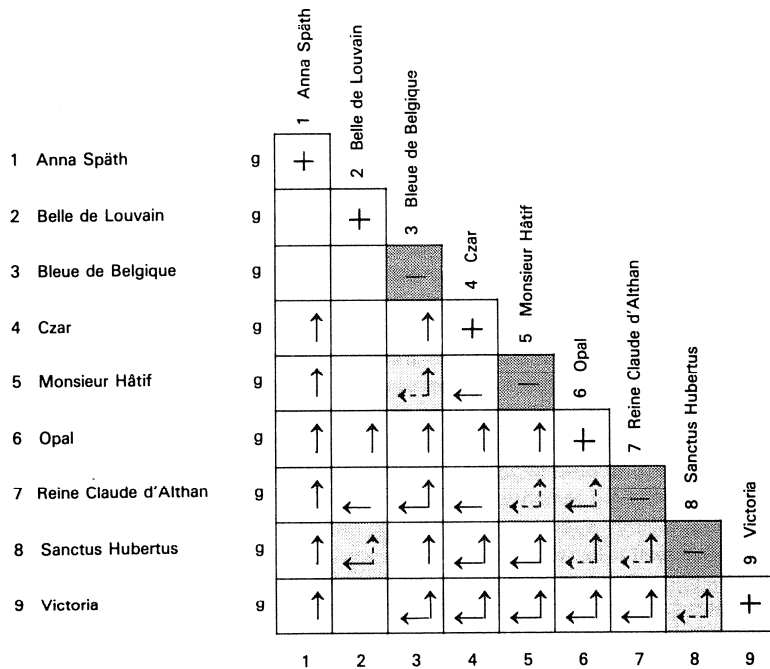 1 Anna Späth
2 Belle de Louvain
3 Bleue de Belgique
4 Czar
5 Monsieur Hâtif
6 Opal
7 Reine Claude d'Althan
8 Sanctus Hubertus
9 Victoria
1 Anna Späth g +
2 Belle de Louvain g +
3 Bleue de Belgique g —
4 Czar g ↑ ↑ +
5 Monsieur Hâtif g ↑ ← ↑ ← —
6 Opal g ↑ ↑ ↑ ↑ ↑ +
7 Reine Claude d'Althan g ↑ ← ← ↑ ← ← ↑ ← ↑ —
8 Sanctus Hubertus g ↑ ← ↑ ↑ ← ↑ ← ↑ ← ↑ ← ↑ —
9 Victoria g ↑ ← ↑ ← ↑ ← ↑ ← ↑ ← ↑ ← ↑ +
1 2 3 4 5 6 7 8 9